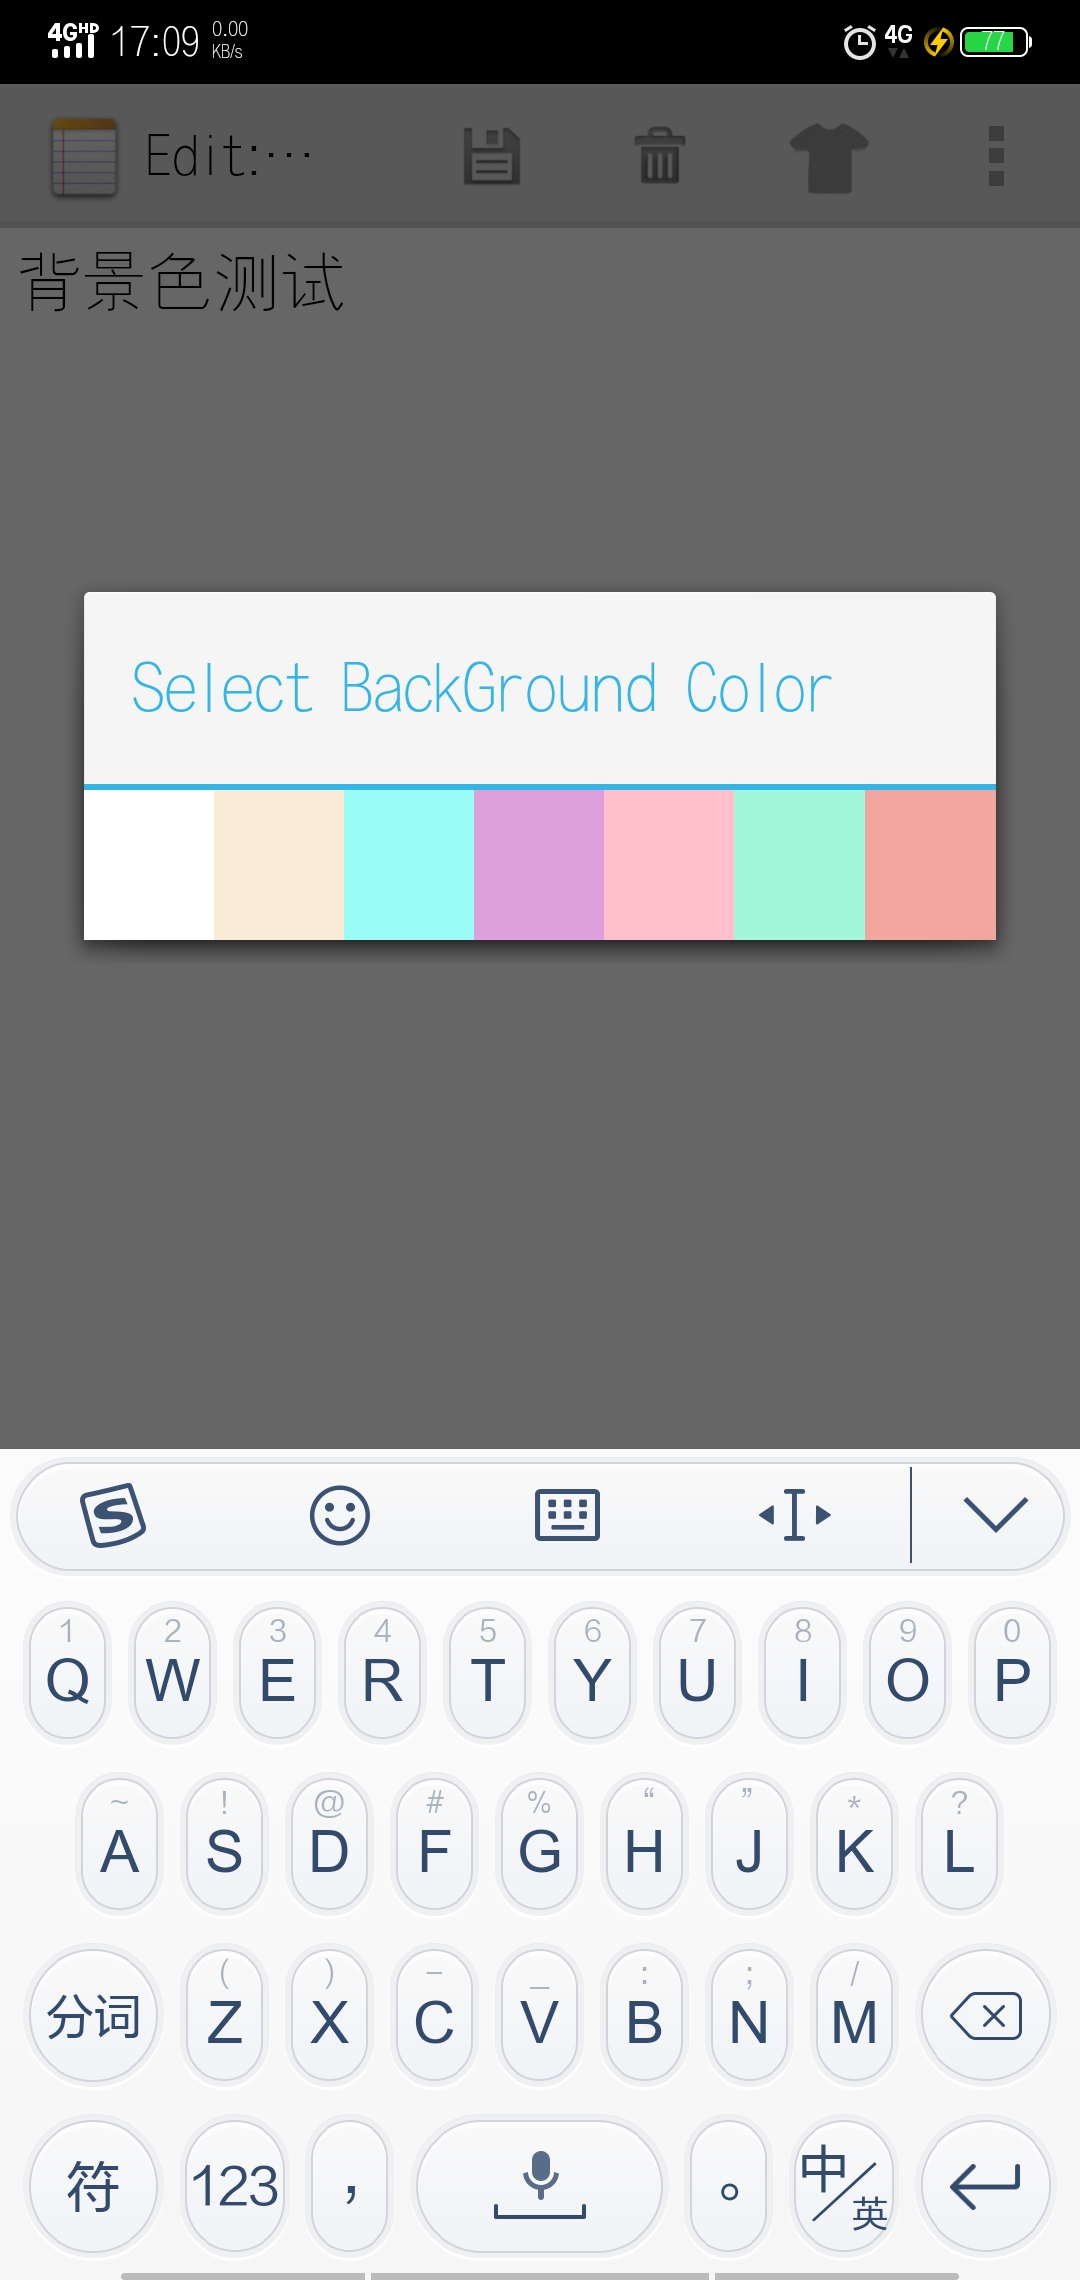 4G HD 17:09 0.00 KB/s 4G 77
Edit:...
背景色测试
Select BackGround Color
1 2 3 4 5 6 7 8 9 0
Q W E R T Y U I O P
~ ! @ # % “ ” * ?
A S D F G H J K L
( ) – _ : ; /
分词 Z X C V B N M
符 123 ， 。 中/英